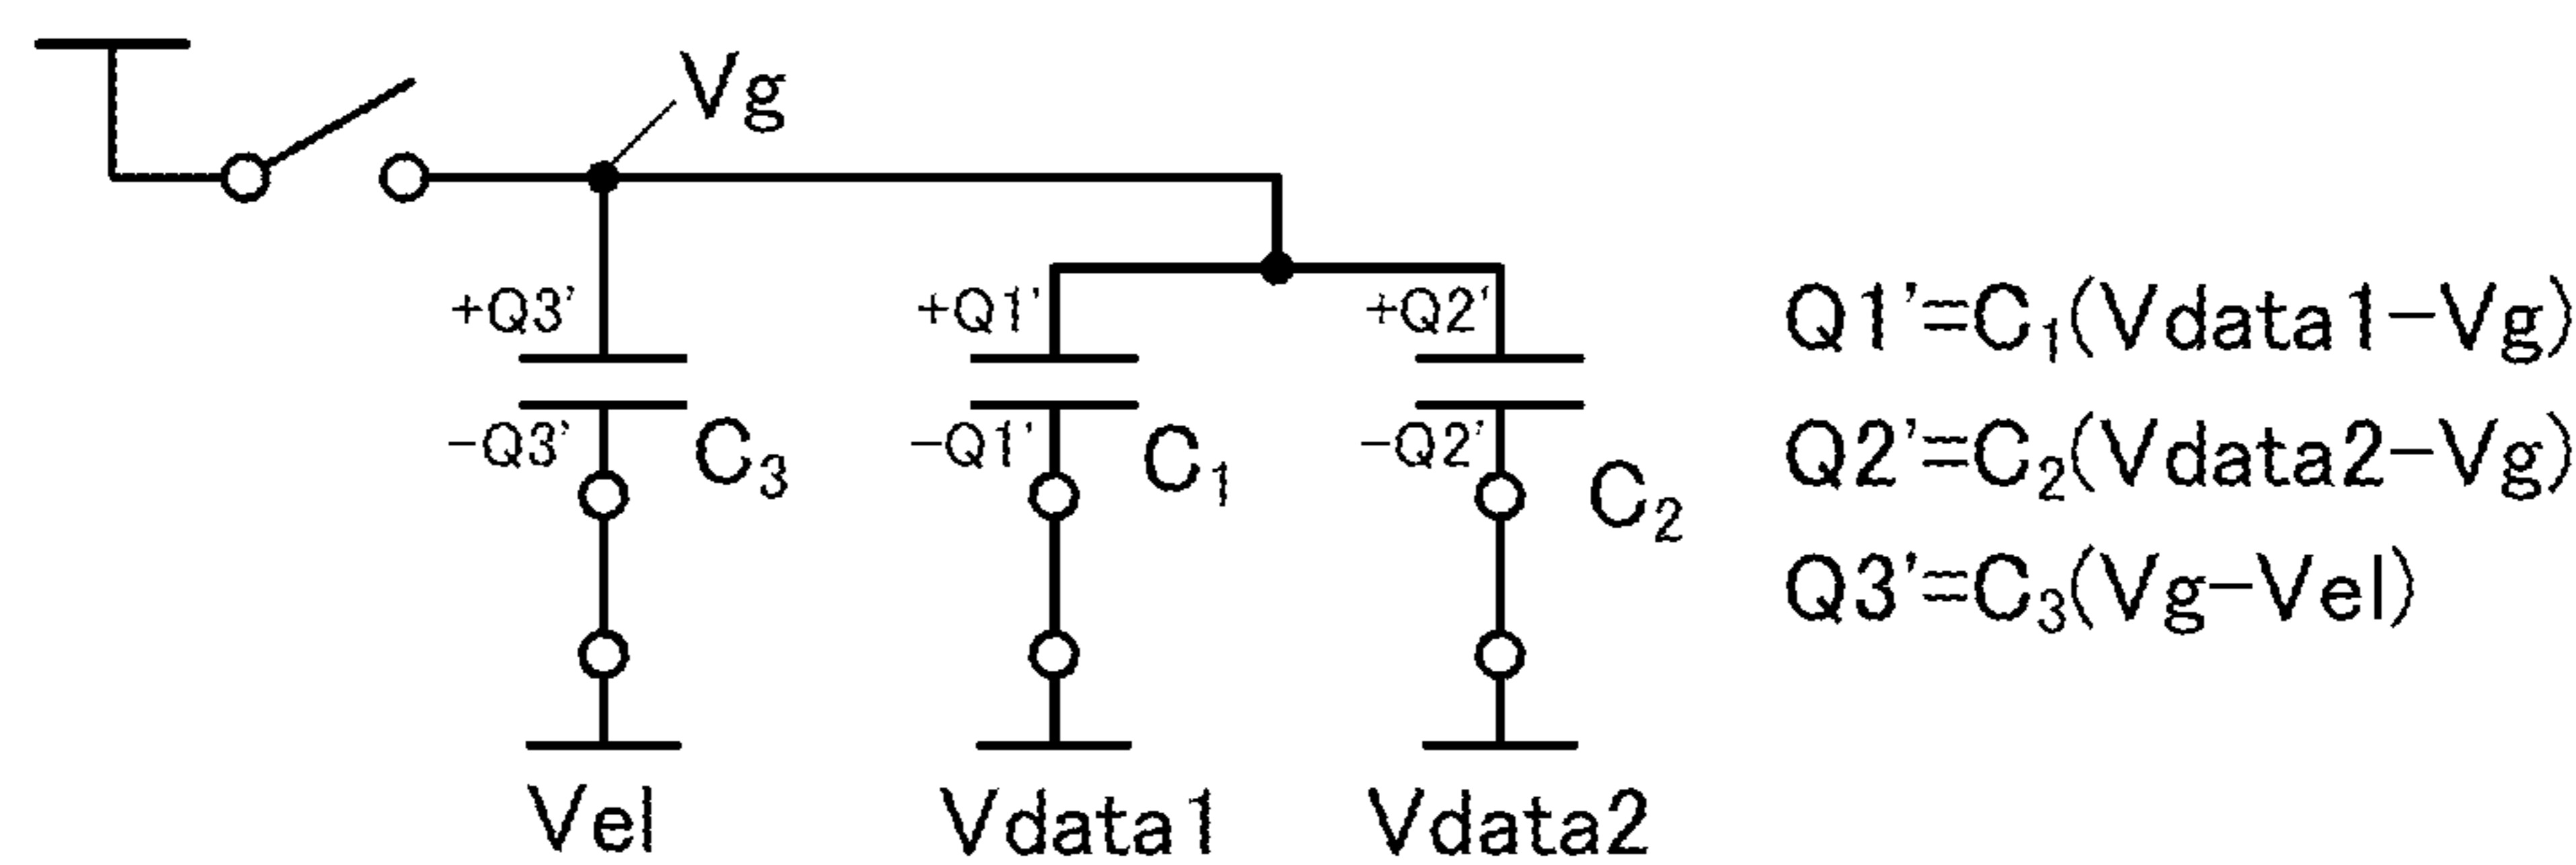 Vg
+Q3' +Q1' +Q2'
-Q3' C₃ -Q1' C₁ -Q2' C₂
Vel Vdata1 Vdata2
Q1'=C₁(Vdata1-Vg)
Q2'=C₂(Vdata2-Vg)
Q3'=C₃(Vg-Vel)